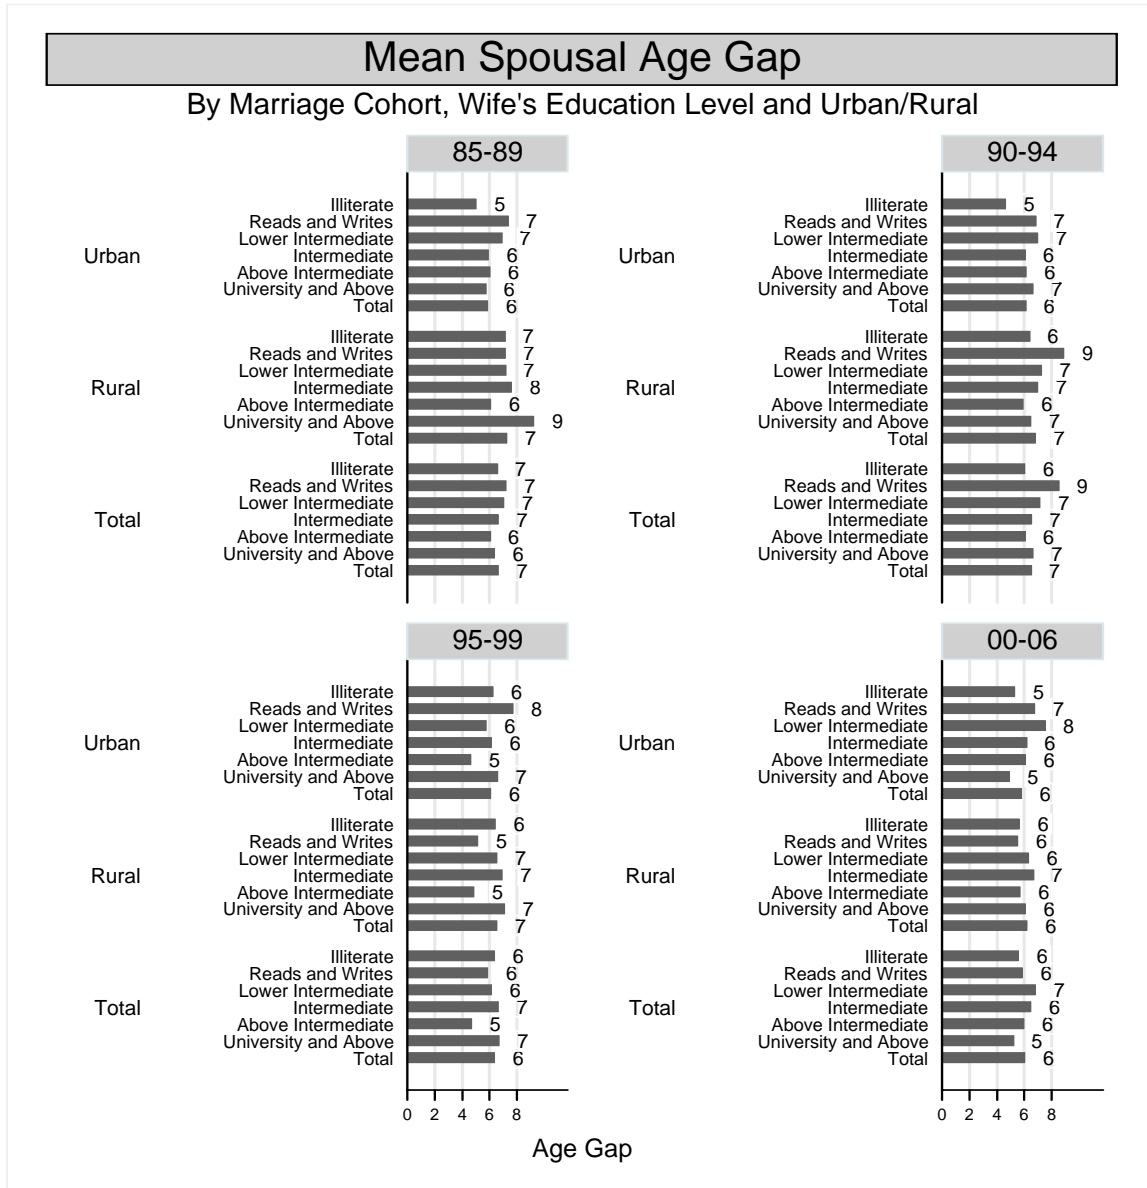 Mean Spousal Age Gap
By Marriage Cohort, Wife's Education Level and Urban/Rural
85-89
Urban
Illiterate 5
Reads and Writes 7
Lower Intermediate 7
Intermediate 6
Above Intermediate 6
University and Above 6
Total 6
Rural
Illiterate 7
Reads and Writes 7
Lower Intermediate 7
Intermediate 8
Above Intermediate 6
University and Above 9
Total 7
Total
Illiterate 7
Reads and Writes 7
Lower Intermediate 7
Intermediate 7
Above Intermediate 6
University and Above 6
Total 7
90-94
Urban
Illiterate 5
Reads and Writes 7
Lower Intermediate 7
Intermediate 6
Above Intermediate 6
University and Above 7
Total 6
Rural
Illiterate 6
Reads and Writes 9
Lower Intermediate 7
Intermediate 7
Above Intermediate 6
University and Above 7
Total 7
Total
Illiterate 6
Reads and Writes 9
Lower Intermediate 7
Intermediate 7
Above Intermediate 6
University and Above 7
Total 7
95-99
Urban
Illiterate 6
Reads and Writes 8
Lower Intermediate 6
Intermediate 6
Above Intermediate 5
University and Above 7
Total 6
Rural
Illiterate 6
Reads and Writes 5
Lower Intermediate 7
Intermediate 7
Above Intermediate 5
University and Above 7
Total 7
Total
Illiterate 6
Reads and Writes 6
Lower Intermediate 6
Intermediate 7
Above Intermediate 5
University and Above 7
Total 6
0 2 4 6 8
00-06
Urban
Illiterate 5
Reads and Writes 7
Lower Intermediate 8
Intermediate 6
Above Intermediate 6
University and Above 5
Total 6
Rural
Illiterate 6
Reads and Writes 6
Lower Intermediate 6
Intermediate 7
Above Intermediate 6
University and Above 6
Total 6
Total
Illiterate 6
Reads and Writes 6
Lower Intermediate 7
Intermediate 6
Above Intermediate 6
University and Above 5
Total 6
0 2 4 6 8
Age Gap